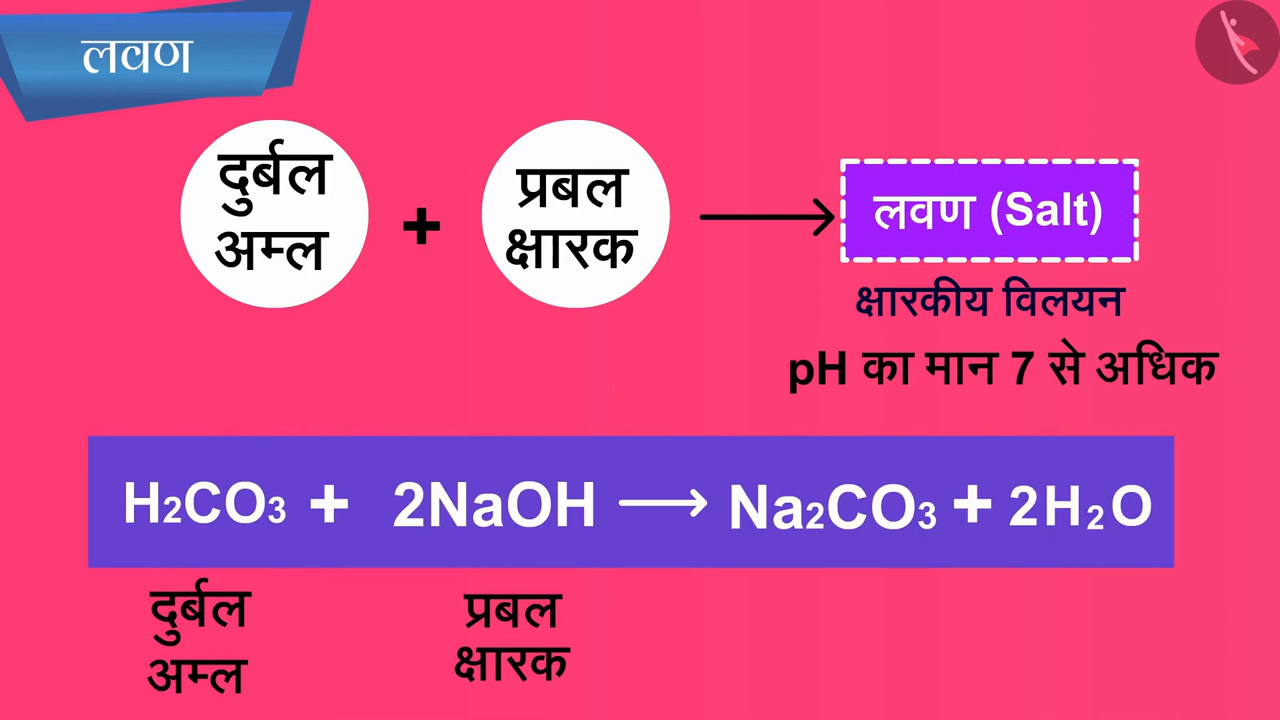 लवण
दुर्बल
अम्ल
+
प्रबल
क्षारक
लवण (Salt)
क्षारकीय विलयन
pH का मान 7 से अधिक
H₂CO₃ + 2NaOH ⟶ Na₂CO₃ + 2H₂O
दुर्बल
अम्ल
प्रबल
क्षारक